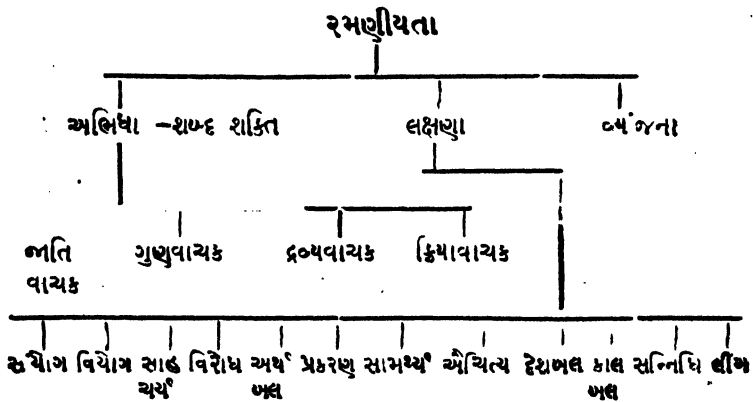 રમણીયતા
અભિધા -શબ્દ શક્તિ લક્ષણા વ્યંજના
જાતિ ગુણવાચક દ્રવ્યવાચક ક્રિયાવાચક
વાચક
સંયોગ વિયોગ સાહ વિરોધ અર્થ પ્રકરણ સામર્થ્ય ઔચિત્ય દેશબલ કાલ સન્નિધિ લીંગ
ચર્ય બલ બલ